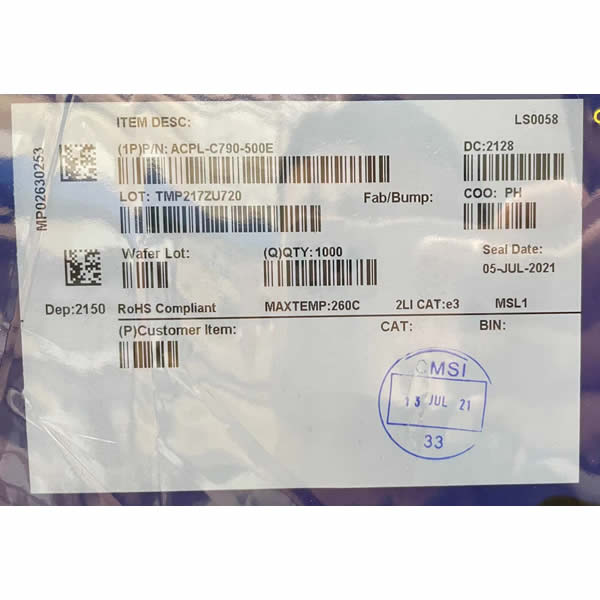 ITEM DESC:
LS0058
(1P)P/N: ACPL-C790-500E
DC:2128
MP02630253
LOT: TMP217ZU720
Fab/Bump:
COO: PH
Wafer Lot:
(Q)QTY:1000
Seal Date:
05-JUL-2021
Dep:2150 RoHS Compliant MAXTEMP:260C 2LI CAT:e3 MSL1
(P)Customer Item:
CAT:
BIN:
CMSI
13 JUL 21
33